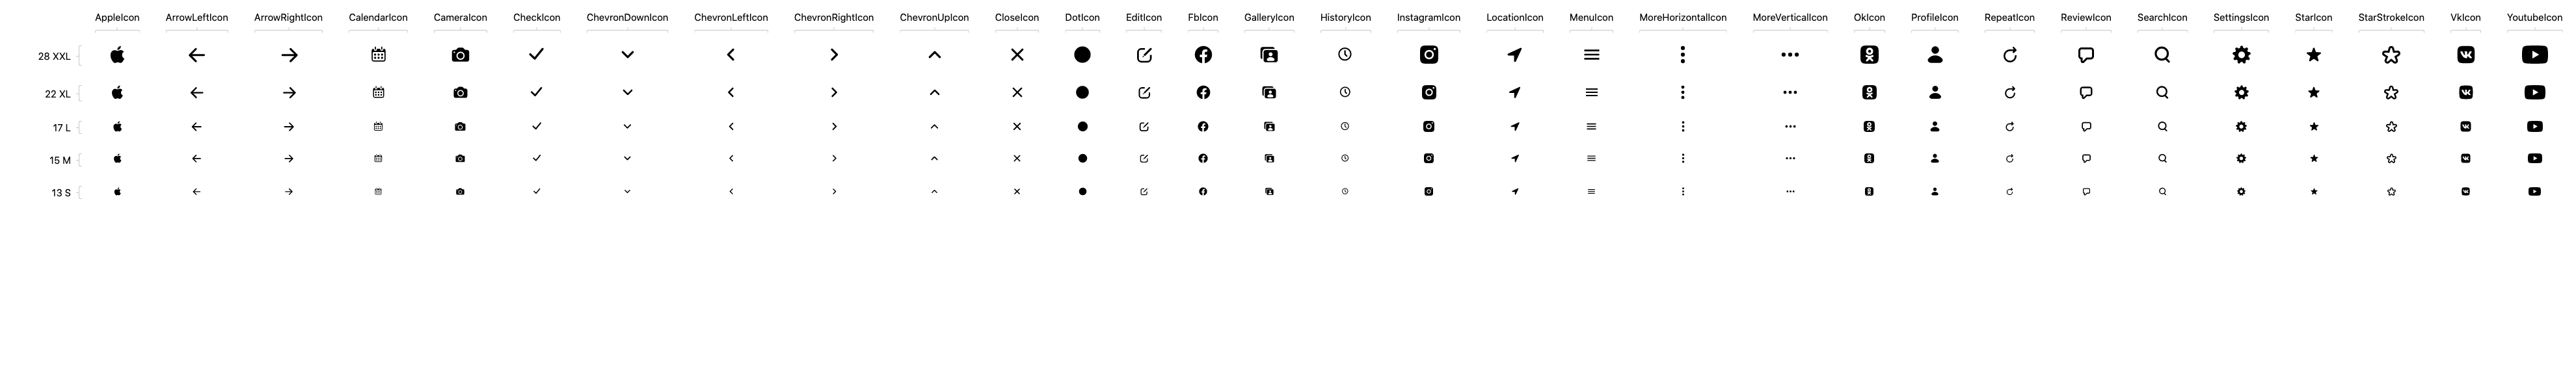 AppleIcon ArrowLeftIcon ArrowRightIcon CalendarIcon CameraIcon CheckIcon ChevronDownIcon ChevronLeftIcon ChevronRightIcon ChevronUpIcon CloseIcon DotIcon EditIcon FbIcon GalleryIcon HistoryIcon InstagramIcon LocationIcon MenuIcon MoreHorizontalIcon MoreVerticalIcon OkIcon ProfileIcon RepeatIcon ReviewIcon SearchIcon SettingsIcon StarIcon StarStrokeIcon VkIcon YoutubeIcon
28 XXL
22 XL
17 L
15 M
13 S